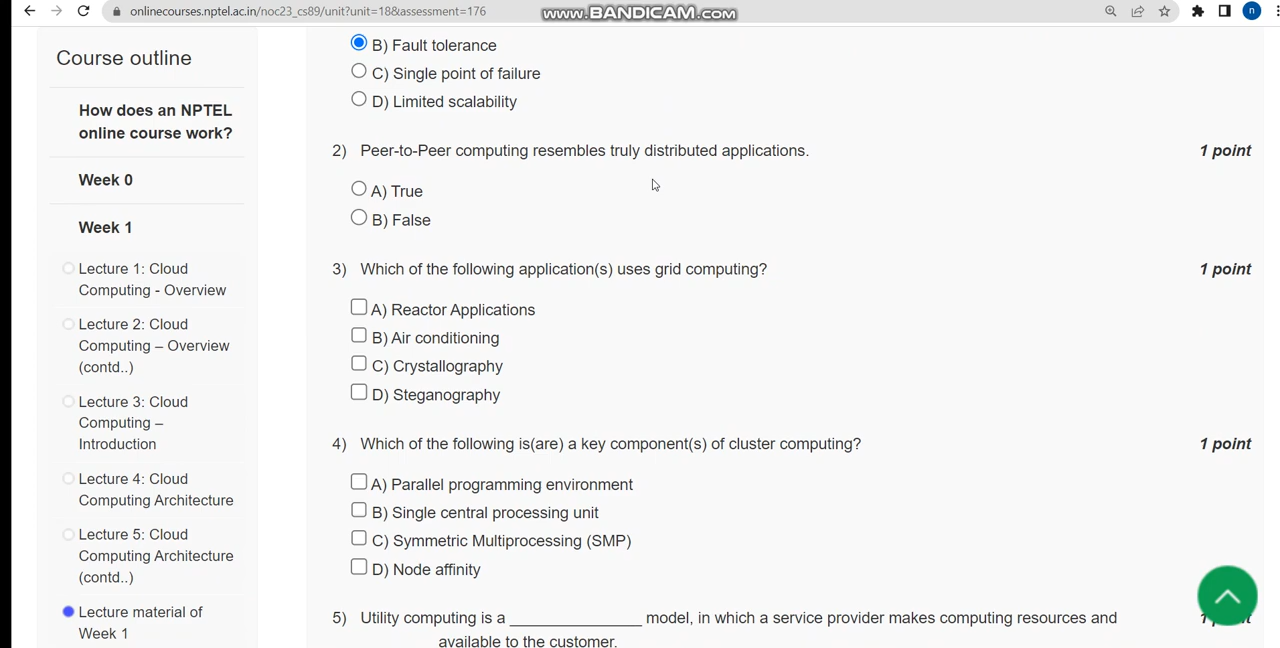 onlinecourses.nptel.ac.in/noc23_cs89/unit?unit=18&assessment=176
www.BANDICAM.com
n
Course outline
How does an NPTEL
online course work?
Week 0
Week 1
Lecture 1: Cloud
Computing - Overview
Lecture 2: Cloud
Computing – Overview
(contd..)
Lecture 3: Cloud
Computing –
Introduction
Lecture 4: Cloud
Computing Architecture
Lecture 5: Cloud
Computing Architecture
(contd..)
Lecture material of
Week 1
B) Fault tolerance
C) Single point of failure
D) Limited scalability
2) Peer-to-Peer computing resembles truly distributed applications. 1 point
A) True
B) False
3) Which of the following application(s) uses grid computing? 1 point
A) Reactor Applications
B) Air conditioning
C) Crystallography
D) Steganography
4) Which of the following is(are) a key component(s) of cluster computing? 1 point
A) Parallel programming environment
B) Single central processing unit
C) Symmetric Multiprocessing (SMP)
D) Node affinity
5) Utility computing is a _______________ model, in which a service provider makes computing resources and
available to the customer.